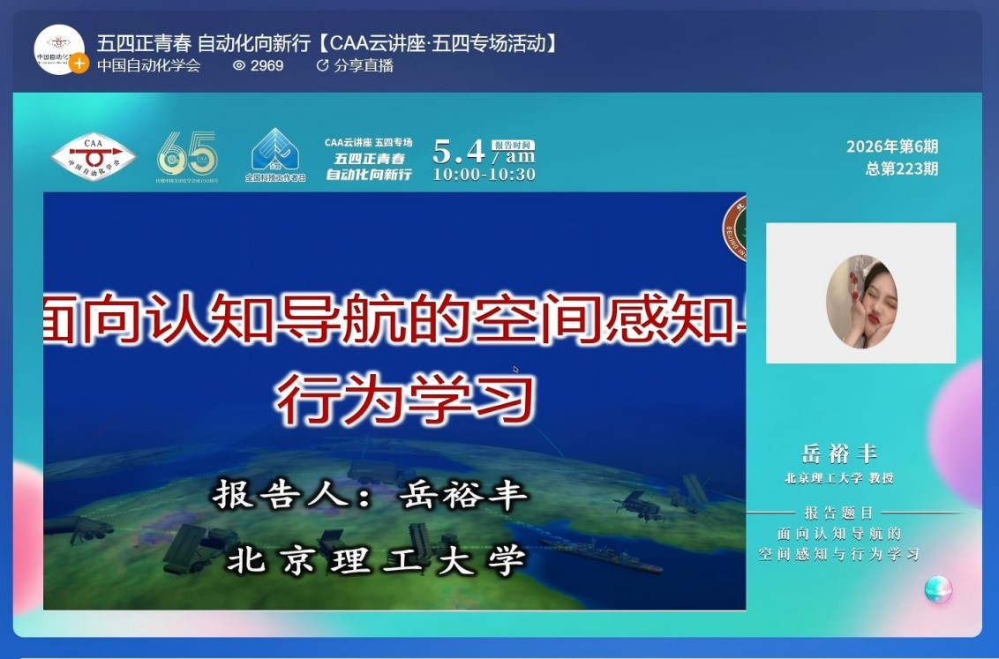 五四正青春 自动化向新行【CAA云讲座·五四专场活动】
中国自动化学会 2969 分享直播
CAA
中国自动化学会
65
CAA
全国科技工作者日
CAA云讲座 五四专场
五四正青春
自动化向新行
5.4 报告时间 / am
10:00-10:30
2026年第6期
总第223期
面向认知导航的空间感知与
行为学习
报告人：岳裕丰
北京理工大学
岳裕丰
北京理工大学 教授
报告题目
面向认知导航的
空间感知与行为学习